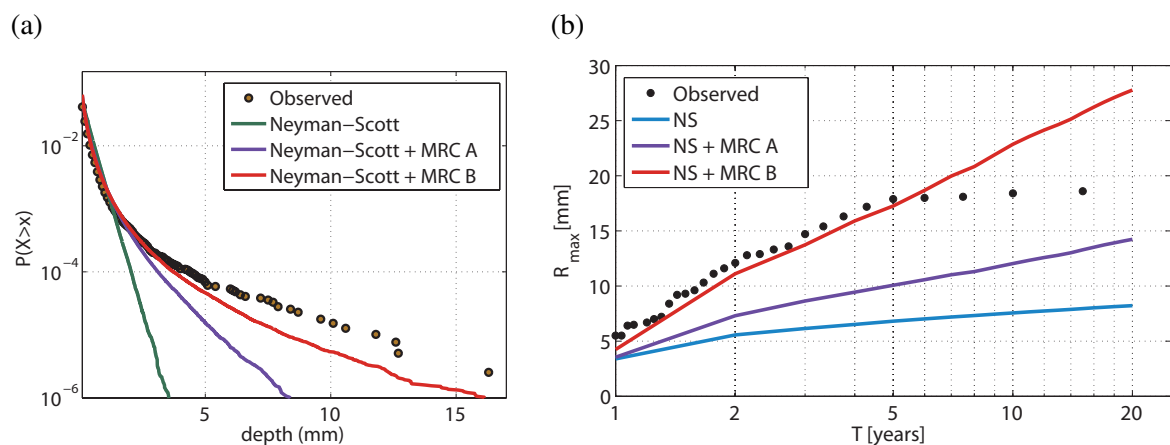 (a)
Observed
Neyman−Scott
Neyman−Scott + MRC A
Neyman−Scott + MRC B
P(X>x)
10−2
10−4
10−6
5
10
15
depth (mm)
(b)
Observed
NS
NS + MRC A
NS + MRC B
R max [mm]
30
25
20
15
10
5
0
1
2
5
10
20
T [years]